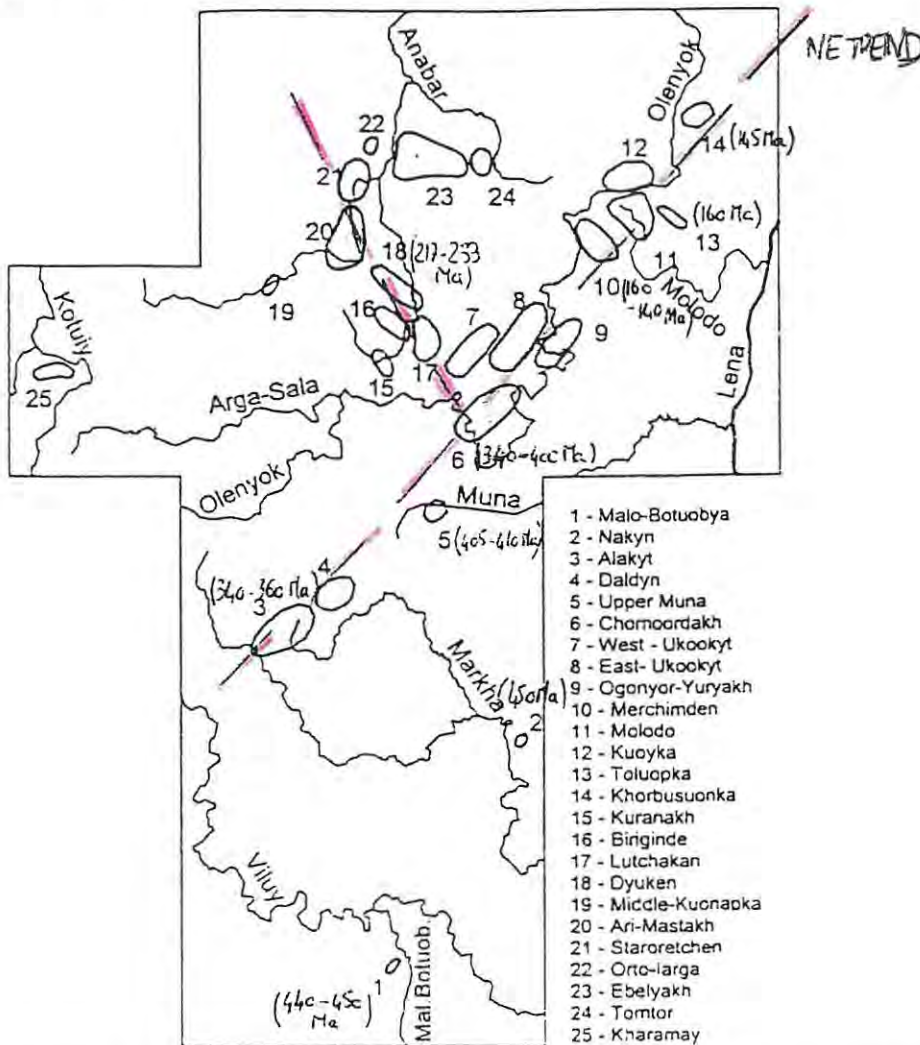 NE TREND
Anabar
Olenyok
22
14 (145 Ma)
12
21
23
24
20
(160 Ma)
13
18 (217-233
Ma)
11
10 (160
-140 Ma)
Molodo
19
Kotuiy
16
7
8
9
17
15
25
Arga-Sala
Lena
6 (340-400 Ma)
Olenyok
Muna
5 (405-410 Ma)
(340-360 Ma)
4
3
Markha
(450 Ma)
2
Viluy
1
(440-450
Ma)
Mal.Botuob.
1 - Malo-Botuobya
2 - Nakyn
3 - Alakyt
4 - Daldyn
5 - Upper Muna
6 - Chomoordakh
7 - West - Ukookyt
8 - East- Ukookyt
9 - Ogonyor-Yuryakh
10 - Merchimden
11 - Molodo
12 - Kuoyka
13 - Toluopka
14 - Khorbusuonka
15 - Kuranakh
16 - Biriginde
17 - Lutchakan
18 - Dyuken
19 - Middle-Kuonapka
20 - Ari-Mastakh
21 - Staroretchen
22 - Orto-Iarga
23 - Ebelyakh
24 - Tomtor
25 - Kharamay